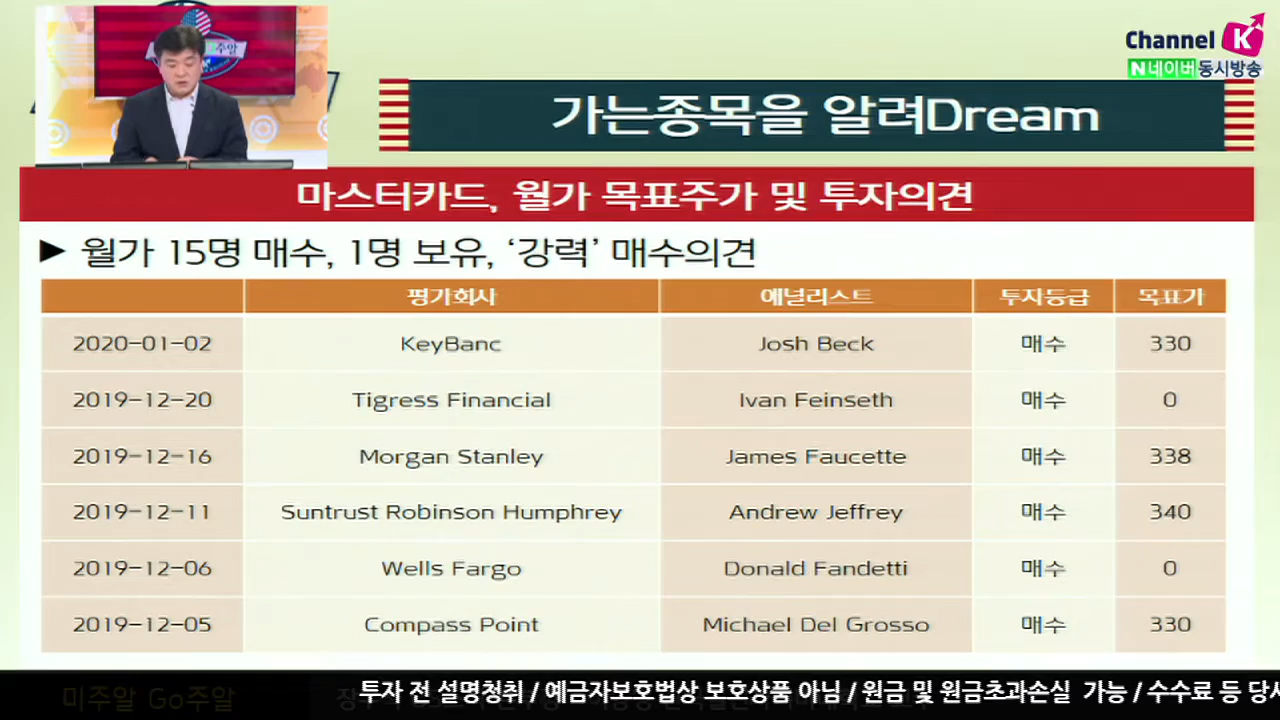 Channel K
N 네이버 동시방송
주알
가는종목을 알려Dream
마스터카드, 월가 목표주가 및 투자의견
▶ 월가 15명 매수, 1명 보유, ‘강력’ 매수의견
평가회사 애널리스트 투자등급 목표가
2020-01-02 KeyBanc Josh Beck 매수 330
2019-12-20 Tigress Financial Ivan Feinseth 매수 0
2019-12-16 Morgan Stanley James Faucette 매수 338
2019-12-11 Suntrust Robinson Humphrey Andrew Jeffrey 매수 340
2019-12-06 Wells Fargo Donald Fandetti 매수 0
2019-12-05 Compass Point Michael Del Grosso 매수 330
미주알 Go주알
투자 전 설명청취 / 예금자보호법상 보호상품 아님 / 원금 및 원금초과손실 가능 / 수수료 등 당사